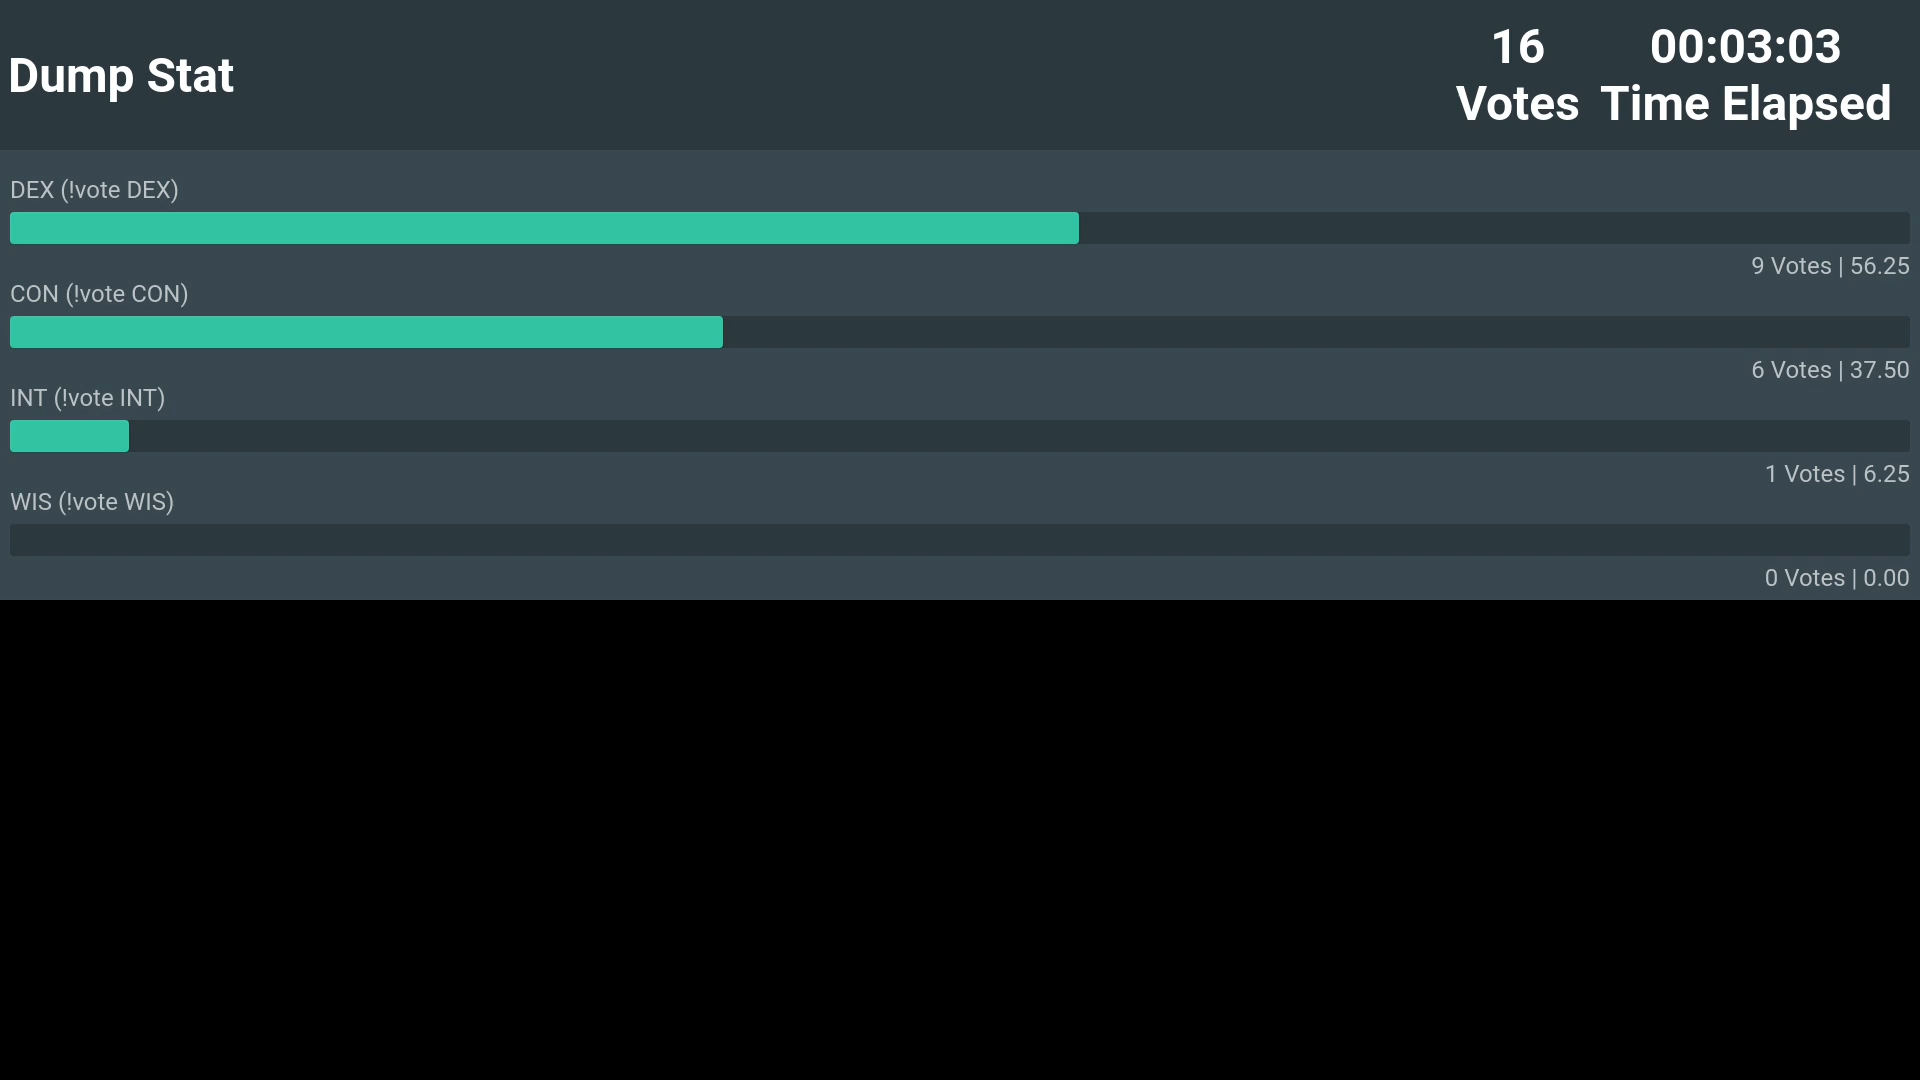 Dump Stat
16
Votes
00:03:03
Time Elapsed
DEX (!vote DEX)
9 Votes | 56.25
CON (!vote CON)
6 Votes | 37.50
INT (!vote INT)
1 Votes | 6.25
WIS (!vote WIS)
0 Votes | 0.00